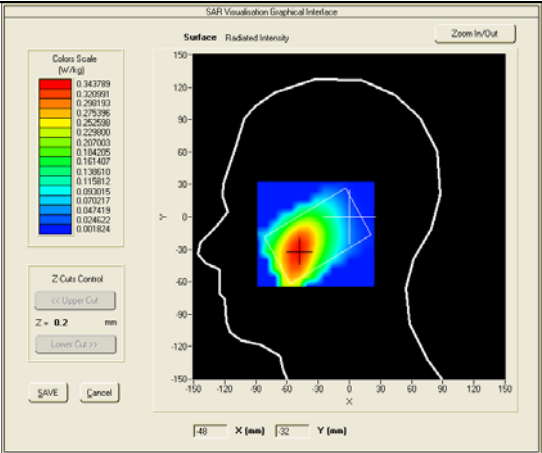 SAR Visualisation Graphical Interface
Surface Radiated Intensity
Zoom In/Out
Colors Scale
(W/kg)
0.343789
0.320991
0.298193
0.275396
0.252598
0.229800
0.207003
0.184205
0.161407
0.138610
0.115812
0.093015
0.070217
0.047419
0.024622
0.001824
Z-Cuts Control
<< Upper Cut
Z = 0.2 mm
Lower Cut >>
SAVE Cancel
150
120
90
60
30
0
-30
-60
-90
-120
-150
Y
-150 -120 -90 -60 -30 0 30 60 90 120 150
X
-48 X (mm) -32 Y (mm)